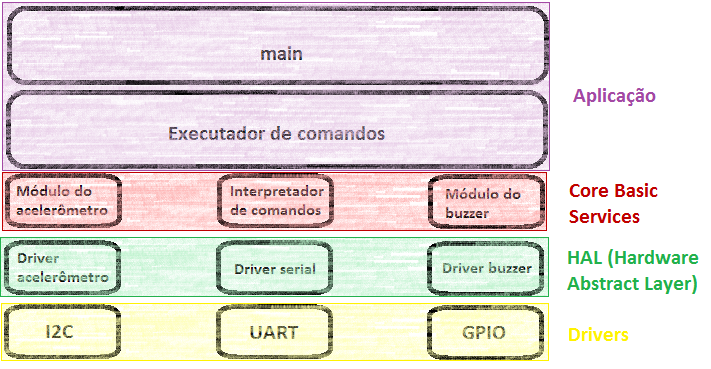 main
Aplicação
Executador de comandos
Módulo do
acelerômetro
Interpretador
de comandos
Módulo do
buzzer
Core Basic
Services
Driver
acelerômetro
Driver serial
Driver buzzer
HAL (Hardware
Abstract Layer)
I2C
UART
GPIO
Drivers